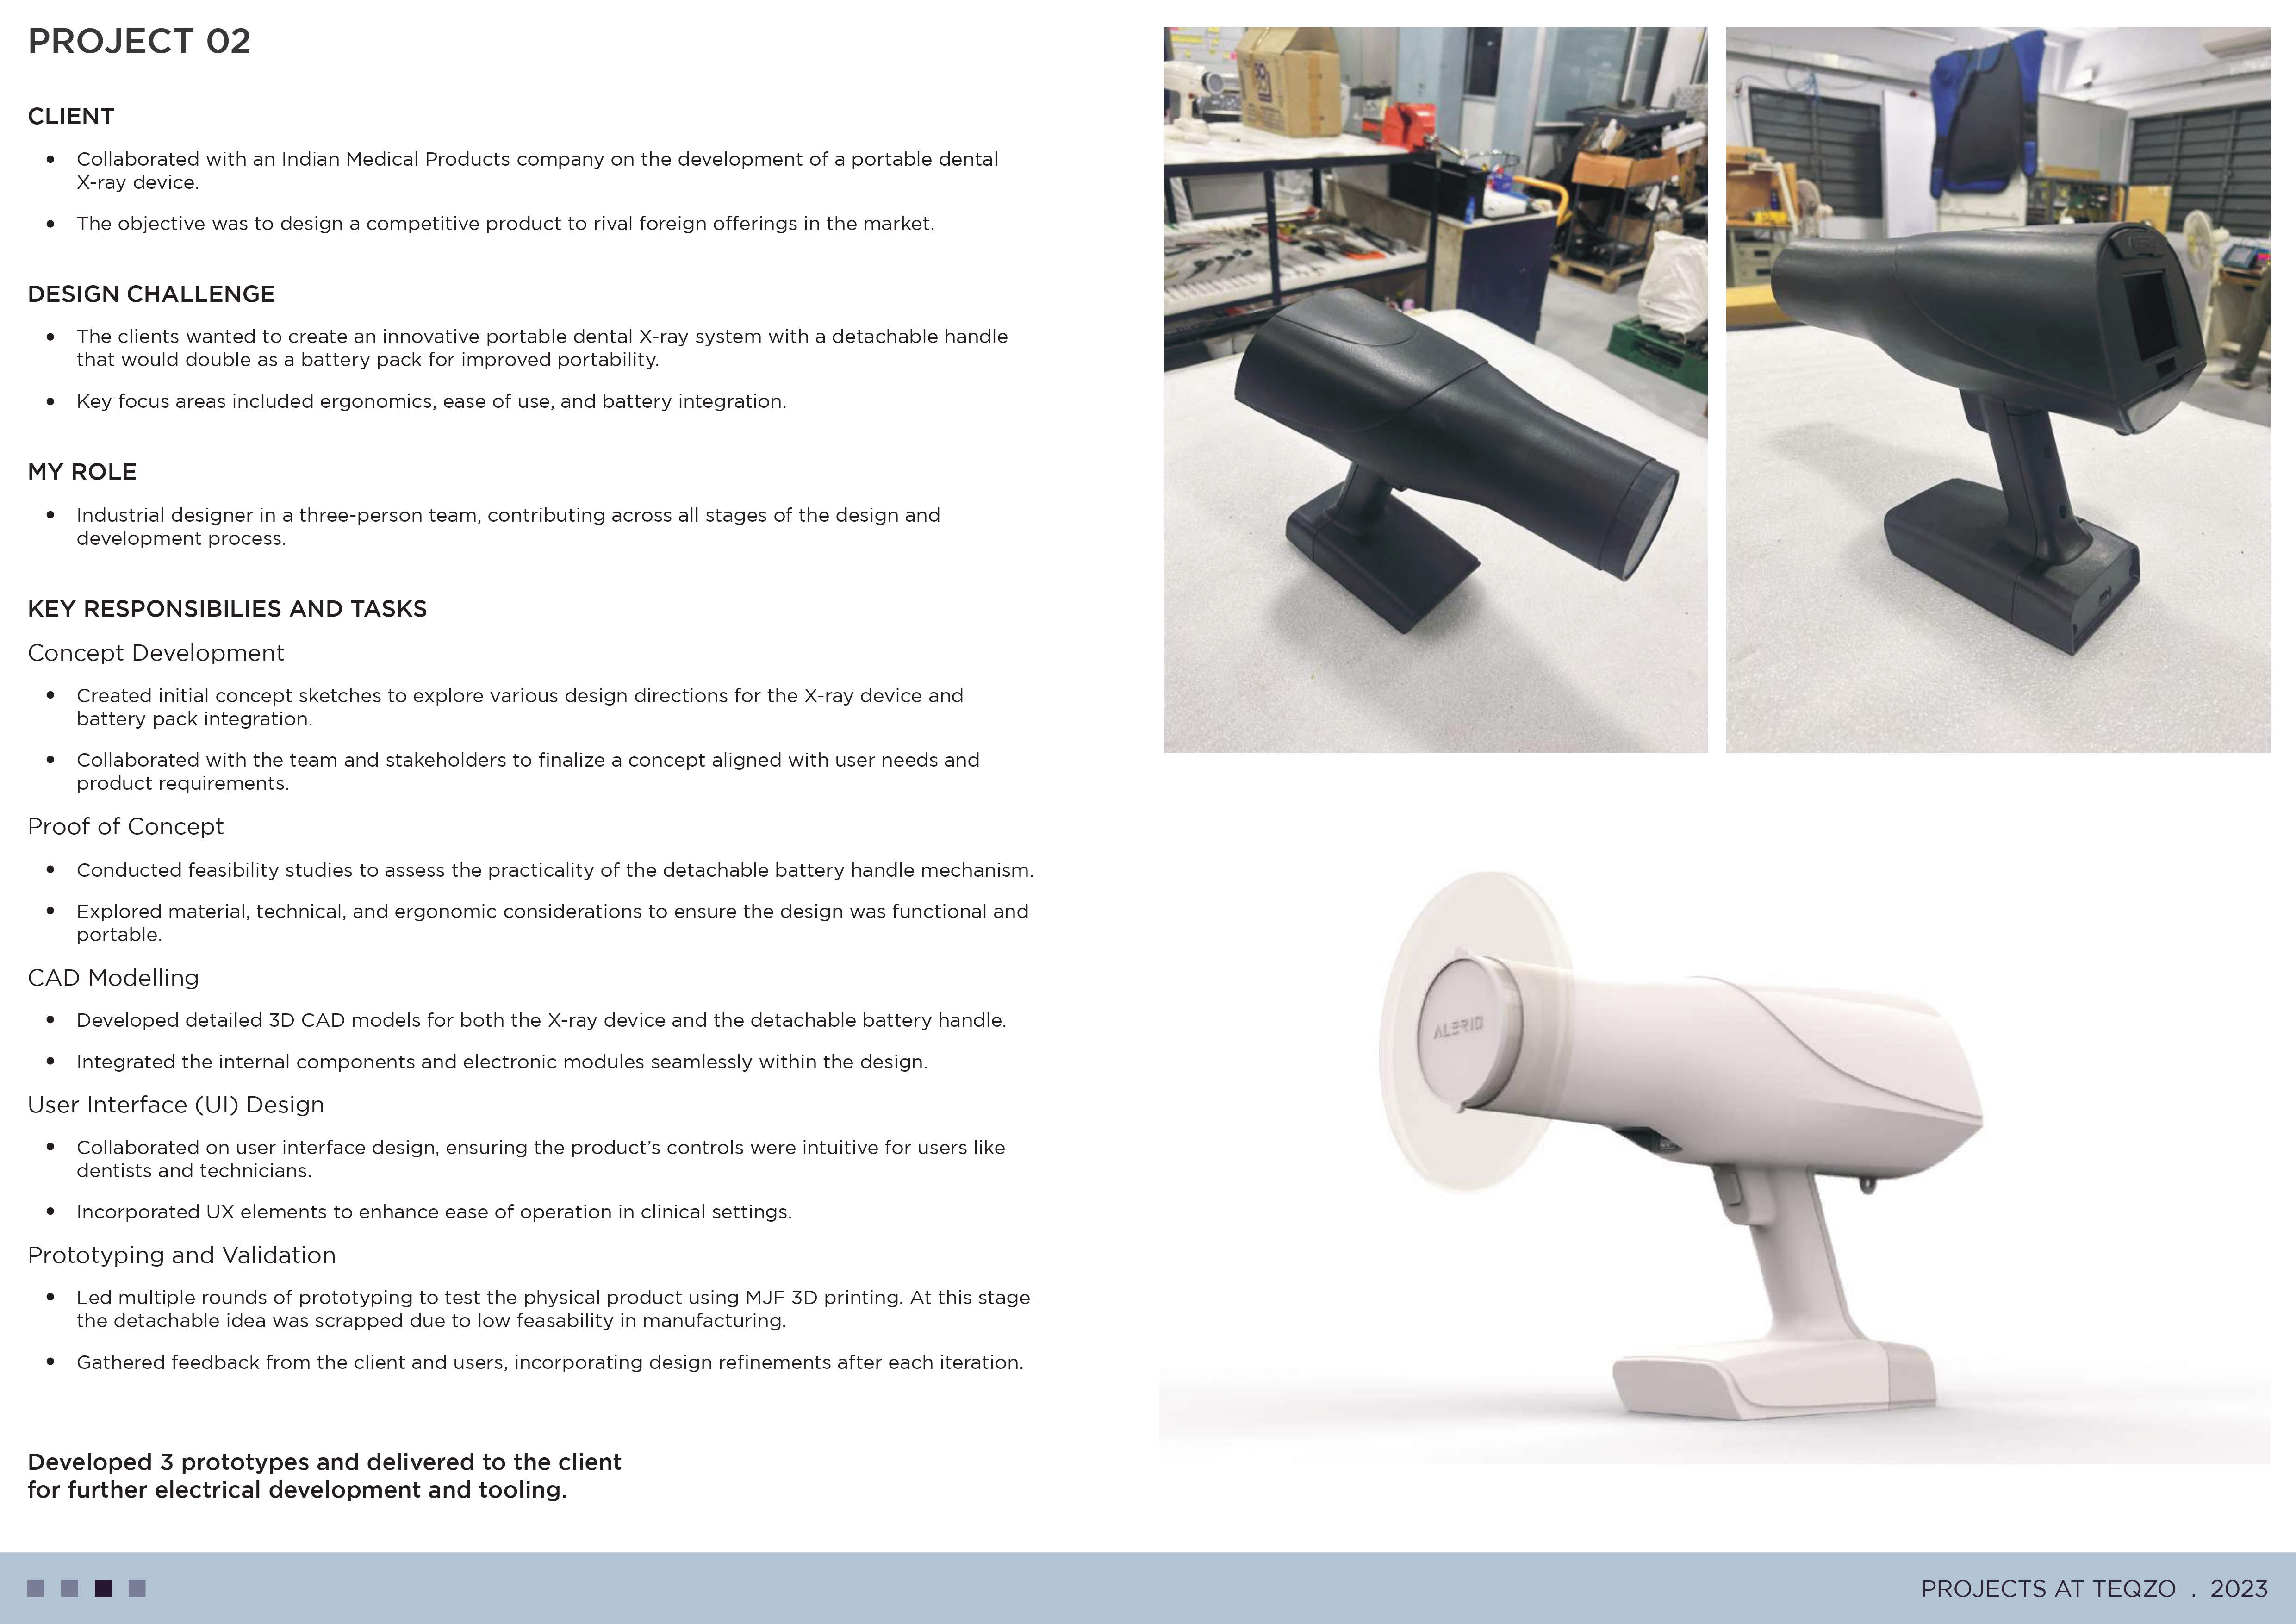 PROJECT 02
CLIENT
• Collaborated with an Indian Medical Products company on the development of a portable dental
X-ray device.
• The objective was to design a competitive product to rival foreign offerings in the market.
DESIGN CHALLENGE
• The clients wanted to create an innovative portable dental X-ray system with a detachable handle
that would double as a battery pack for improved portability.
• Key focus areas included ergonomics, ease of use, and battery integration.
MY ROLE
• Industrial designer in a three-person team, contributing across all stages of the design and
development process.
KEY RESPONSIBILIES AND TASKS
Concept Development
• Created initial concept sketches to explore various design directions for the X-ray device and
battery pack integration.
• Collaborated with the team and stakeholders to finalize a concept aligned with user needs and
product requirements.
Proof of Concept
• Conducted feasibility studies to assess the practicality of the detachable battery handle mechanism.
• Explored material, technical, and ergonomic considerations to ensure the design was functional and
portable.
CAD Modelling
• Developed detailed 3D CAD models for both the X-ray device and the detachable battery handle.
• Integrated the internal components and electronic modules seamlessly within the design.
User Interface (UI) Design
• Collaborated on user interface design, ensuring the product’s controls were intuitive for users like
dentists and technicians.
• Incorporated UX elements to enhance ease of operation in clinical settings.
Prototyping and Validation
• Led multiple rounds of prototyping to test the physical product using MJF 3D printing. At this stage
the detachable idea was scrapped due to low feasability in manufacturing.
• Gathered feedback from the client and users, incorporating design refinements after each iteration.
Developed 3 prototypes and delivered to the client
for further electrical development and tooling.
ALERIO
PROJECTS AT TEQZO . 2023